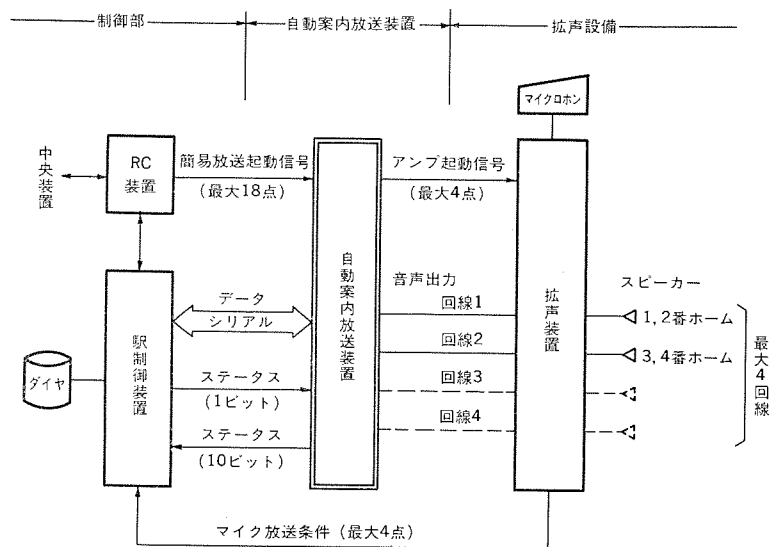 制御部
自動案内放送装置
拡声設備
マイクロホン
中央装置
RC
装置
簡易放送起動信号
(最大18点)
アンプ起動信号
(最大4点)
自動案内放送装置
拡声装置
音声出力
スピーカー
回線1
1,2番ホーム
回線2
3,4番ホーム
回線3
回線4
最大4回線
データ
シリアル
駅制御装置
ダイヤ
ステータス
(1ビット)
ステータス
(10ビット)
マイク放送条件(最大4点)